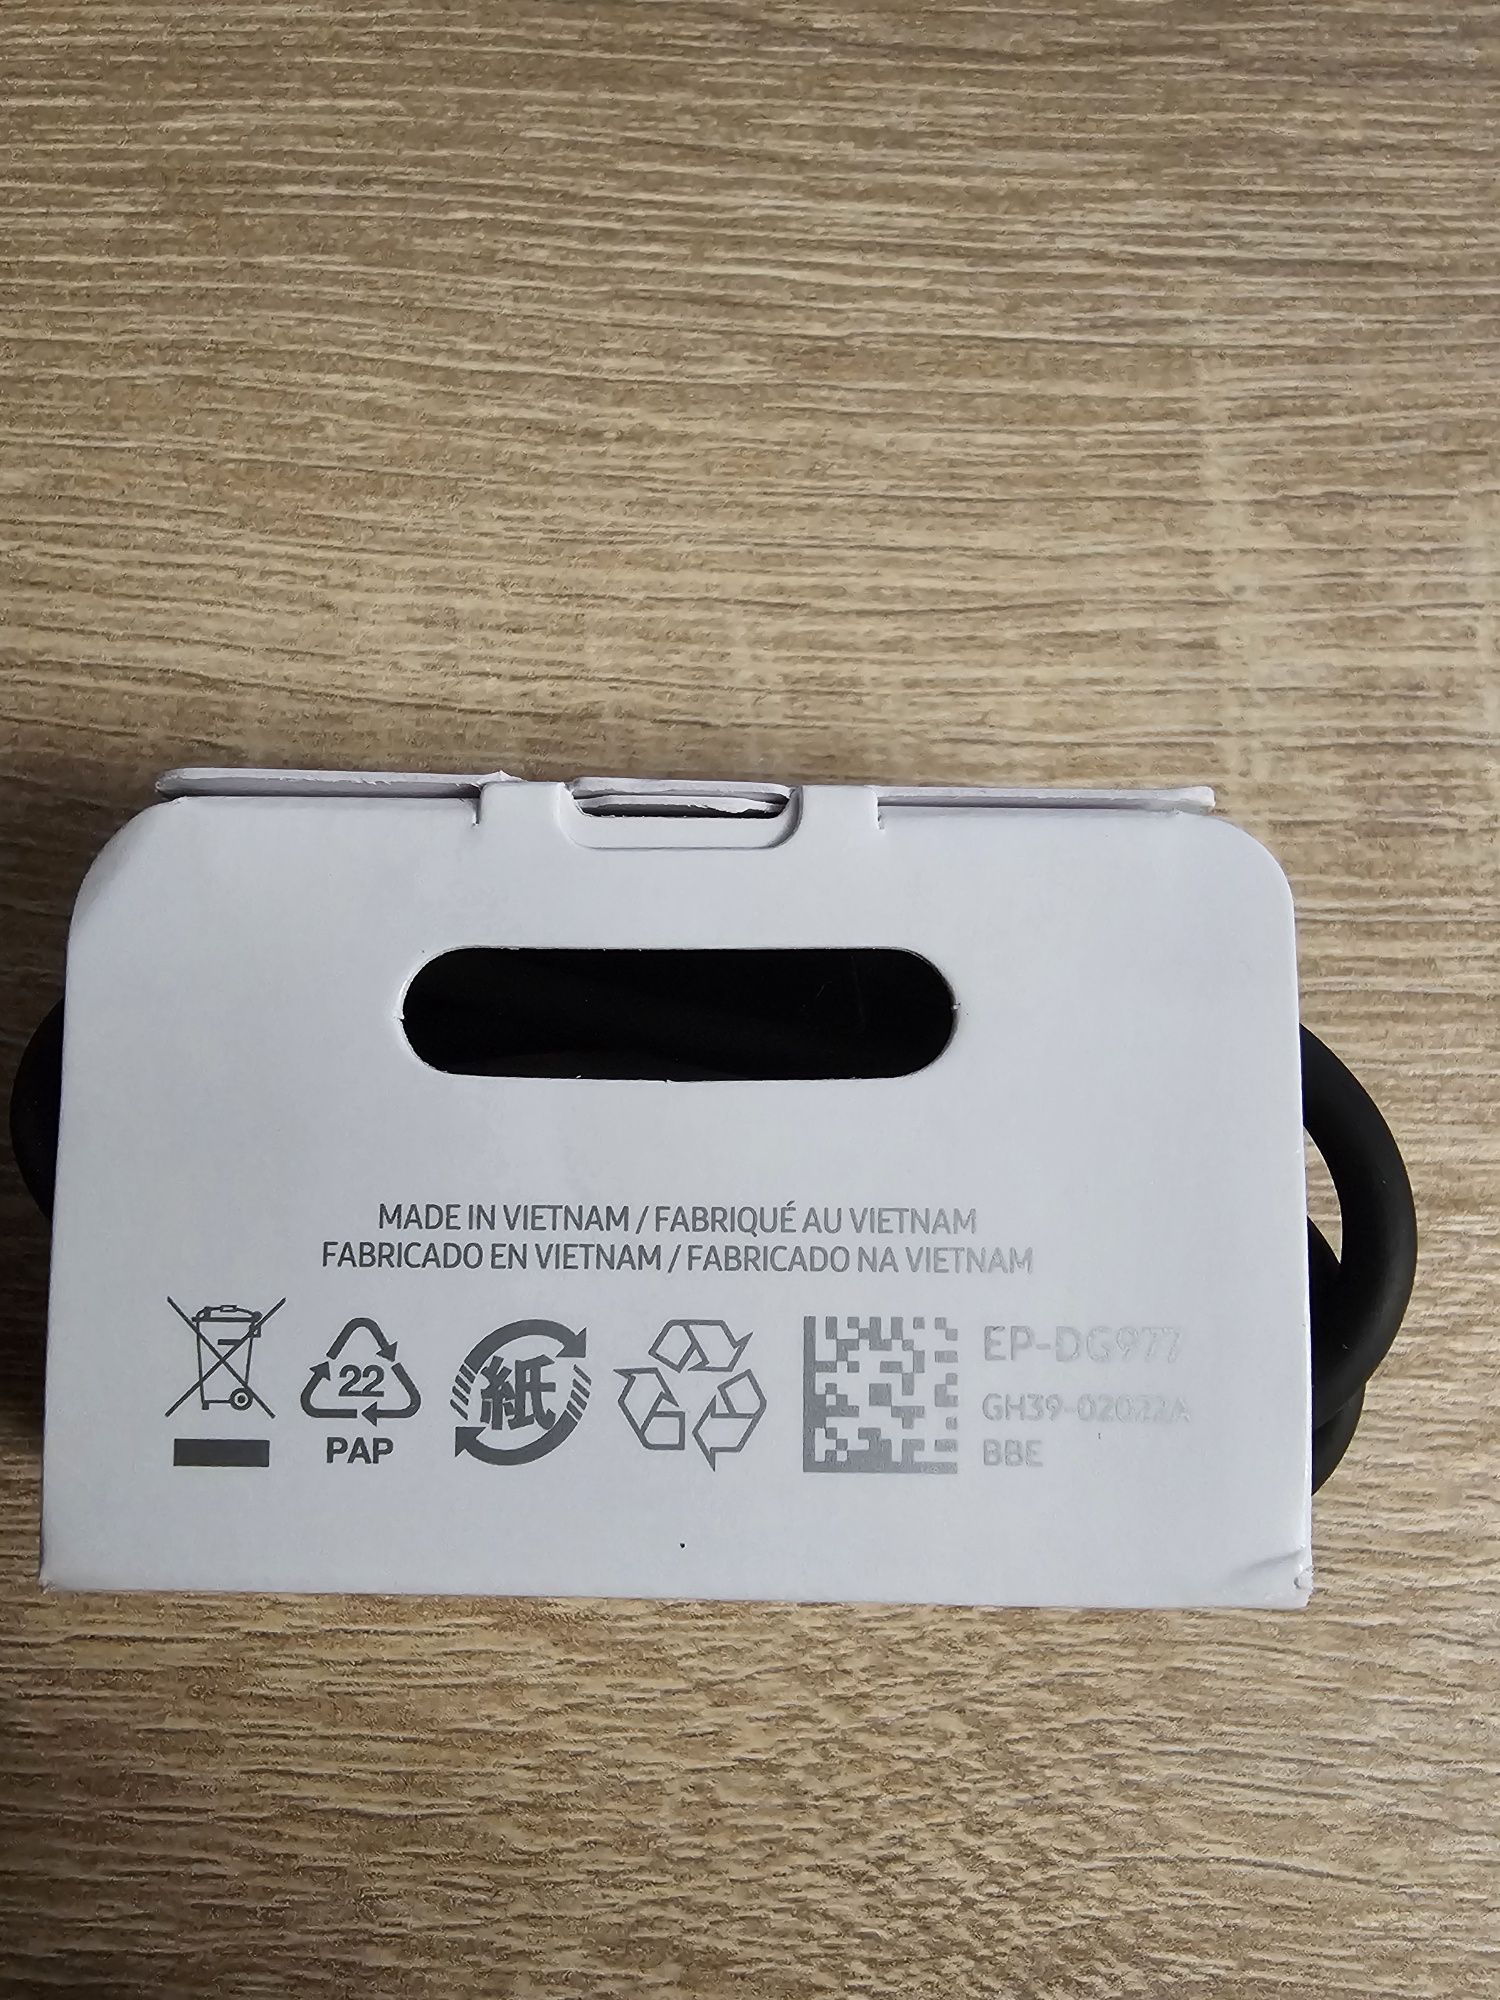 MADE IN VIETNAM / FABRIQUÉ AU VIETNAM
FABRICADO EN VIETNAM / FABRICADO NA VIETNAM
22
PAP
紙
EP-DG977
GH39-02022A
BBE